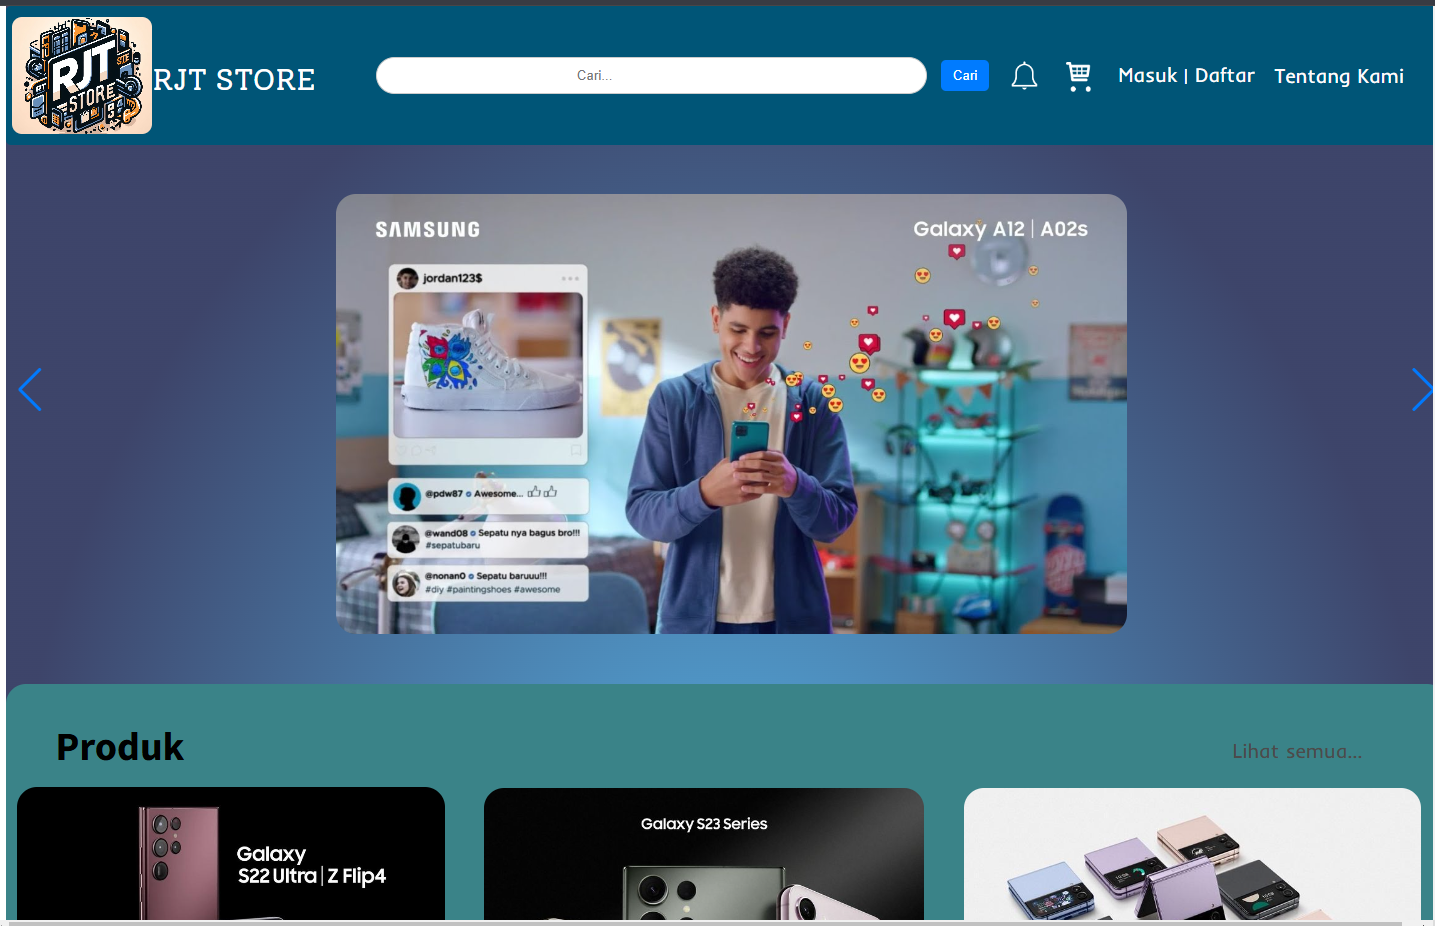 RJT
STORE
RJT STORE
Cari...
Cari
Masuk | Daftar
Tentang Kami
SAMSUNG
Galaxy A12 | A02s
jordan123$
@pdw87 Awesome...
@wand08 Sepatu nya bagus bro!!!
#sepatubaru
@nonan0 Sepatu baruuu!!!
#diy #paintingshoes #awesome
Produk
Lihat semua...
Galaxy
S22 Ultra | Z Flip4
Galaxy S23 Series